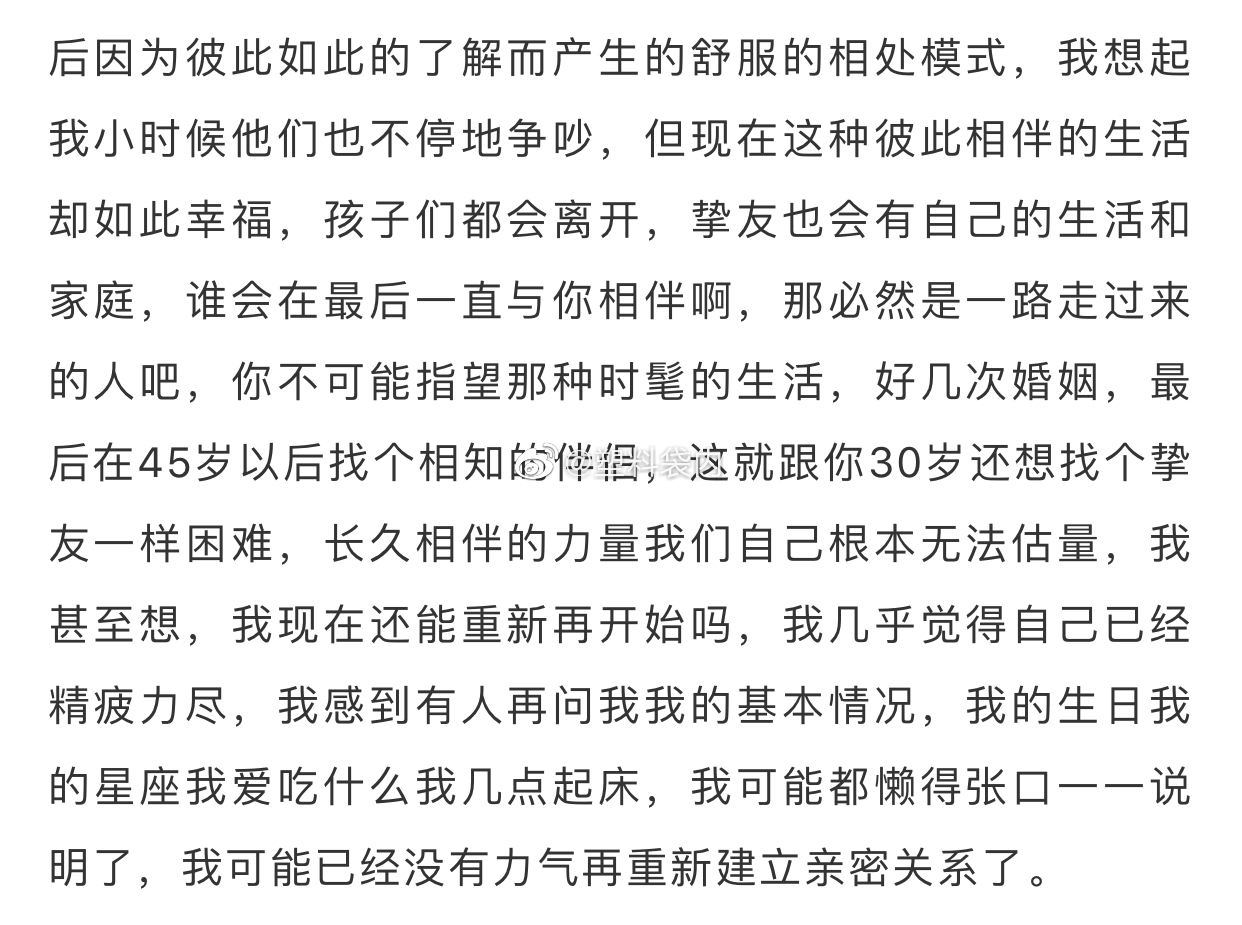 后因为彼此如此的了解而产生的舒服的相处模式，我想起
我小时候他们也不停地争吵，但现在这种彼此相伴的生活
却如此幸福，孩子们都会离开，挚友也会有自己的生活和
家庭，谁会在最后一直与你相伴啊，那必然是一路走过来
的人吧，你不可能指望那种时髦的生活，好几次婚姻，最
后在45岁以后找个相知的伴侣，这就跟你30岁还想找个挚
友一样困难，长久相伴的力量我们自己根本无法估量，我
甚至想，我现在还能重新再开始吗，我几乎觉得自己已经
精疲力尽，我感到有人再问我我的基本情况，我的生日我
的星座我爱吃什么我几点起床，我可能都懒得张口一一说
明了，我可能已经没有力气再重新建立亲密关系了。
@塑料袋